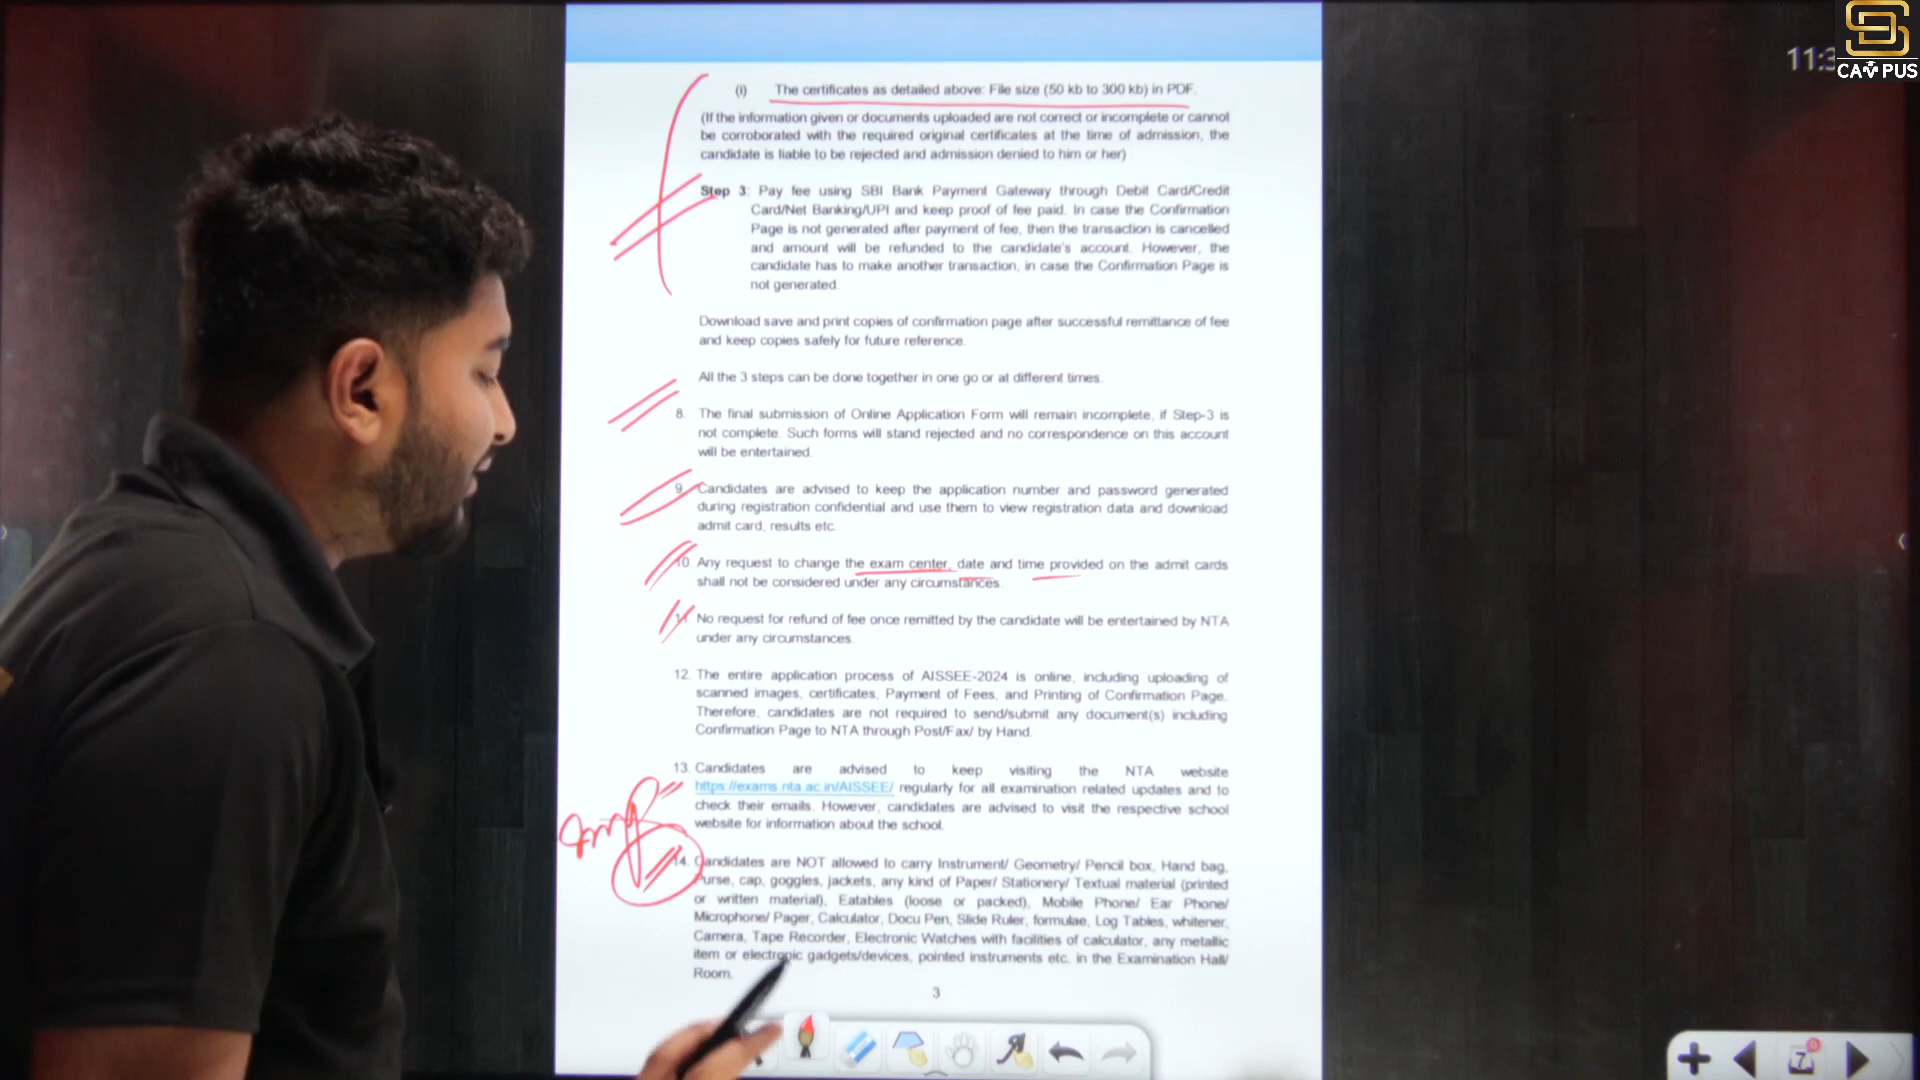 11:3
CAMPUS
(i) The certificates as detailed above: File size (50 kb to 300 kb) in PDF.
(If the information given or documents uploaded are not correct or incomplete or cannot
be corroborated with the required original certificates at the time of admission, the
candidate is liable to be rejected and admission denied to him or her)
Step 3: Pay fee using SBI Bank Payment Gateway through Debit Card/Credit
Card/Net Banking/UPI and keep proof of fee paid. In case the Confirmation
Page is not generated after payment of fee, then the transaction is cancelled
and amount will be refunded to the candidate's account. However, the
candidate has to make another transaction, in case the Confirmation Page is
not generated.
Download save and print copies of confirmation page after successful remittance of fee
and keep copies safely for future reference.
All the 3 steps can be done together in one go or at different times.
8. The final submission of Online Application Form will remain incomplete, if Step-3 is
not complete. Such forms will stand rejected and no correspondence on this account
will be entertained.
9. Candidates are advised to keep the application number and password generated
during registration confidential and use them to view registration data and download
admit card, results etc.
10. Any request to change the exam center, date and time provided on the admit cards
shall not be considered under any circumstances.
11. No request for refund of fee once remitted by the candidate will be entertained by NTA
under any circumstances.
12. The entire application process of AISSEE-2024 is online, including uploading of
scanned images, certificates, Payment of Fees, and Printing of Confirmation Page.
Therefore, candidates are not required to send/submit any document(s) including
Confirmation Page to NTA through Post/Fax/ by Hand.
13. Candidates are advised to keep visiting the NTA website
https://exams.nta.ac.in/AISSEE/ regularly for all examination related updates and to
check their emails. However, candidates are advised to visit the respective school
website for information about the school.
Imp
14. Candidates are NOT allowed to carry Instrument/ Geometry/ Pencil box, Hand bag,
Purse, cap, goggles, jackets, any kind of Paper/ Stationery/ Textual material (printed
or written material), Eatables (loose or packed), Mobile Phone/ Ear Phone/
Microphone/ Pager, Calculator, Docu Pen, Slide Ruler, formulae, Log Tables, whitener,
Camera, Tape Recorder, Electronic Watches with facilities of calculator, any metallic
item or electronic gadgets/devices, pointed instruments etc. in the Examination Hall/
Room.
3
7